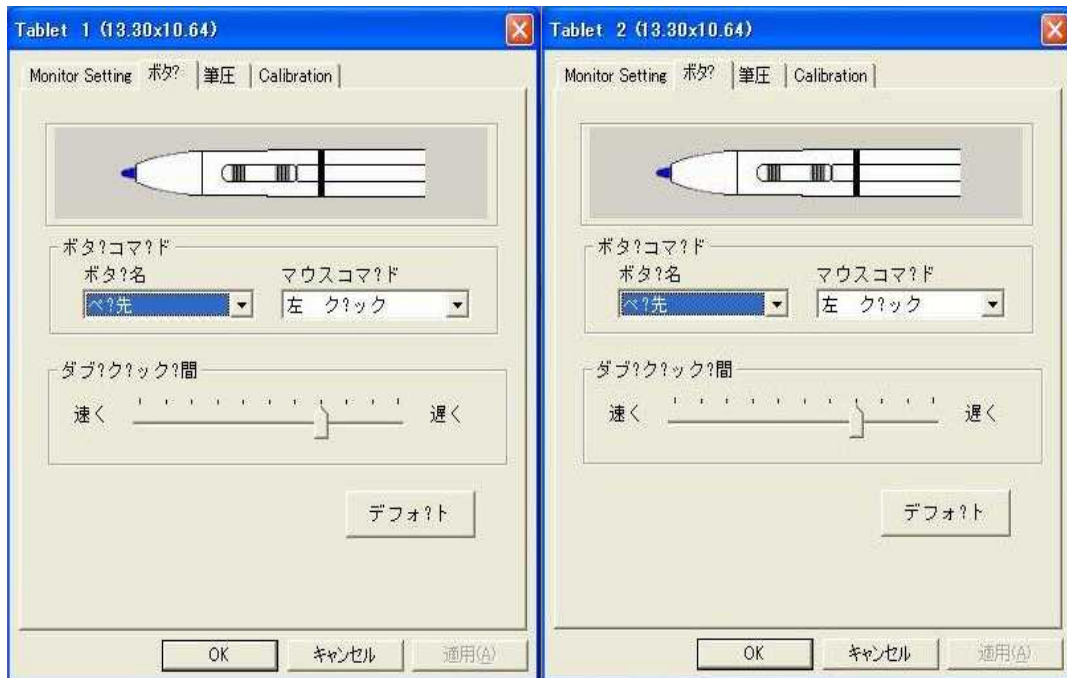 Tablet 1 (13.30x10.64)
Monitor Setting ボタ? 筆圧 Calibration
ボタ?コマ?ド
ボタ?名 マウスコマ?ド
ペ?先 左 ク?ック
ダブ?ク?ック?間
速く 遅く
デフォ?ト
OK キャンセル 適用(A)
Tablet 2 (13.30x10.64)
Monitor Setting ボタ? 筆圧 Calibration
ボタ?コマ?ド
ボタ?名 マウスコマ?ド
ペ?先 左 ク?ック
ダブ?ク?ック?間
速く 遅く
デフォ?ト
OK キャンセル 適用(A)